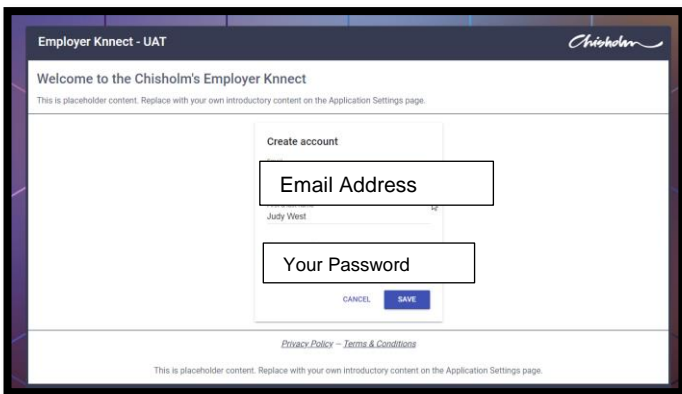 Employer Knnect - UAT
Chisholm
Welcome to the Chisholm's Employer Knnect
This is placeholder content. Replace with your own introductory content on the Application Settings page.
Create account
Email Address
Judy West
Your Password
CANCEL SAVE
Privacy Policy – Terms & Conditions
This is placeholder content. Replace with your own introductory content on the Application Settings page.